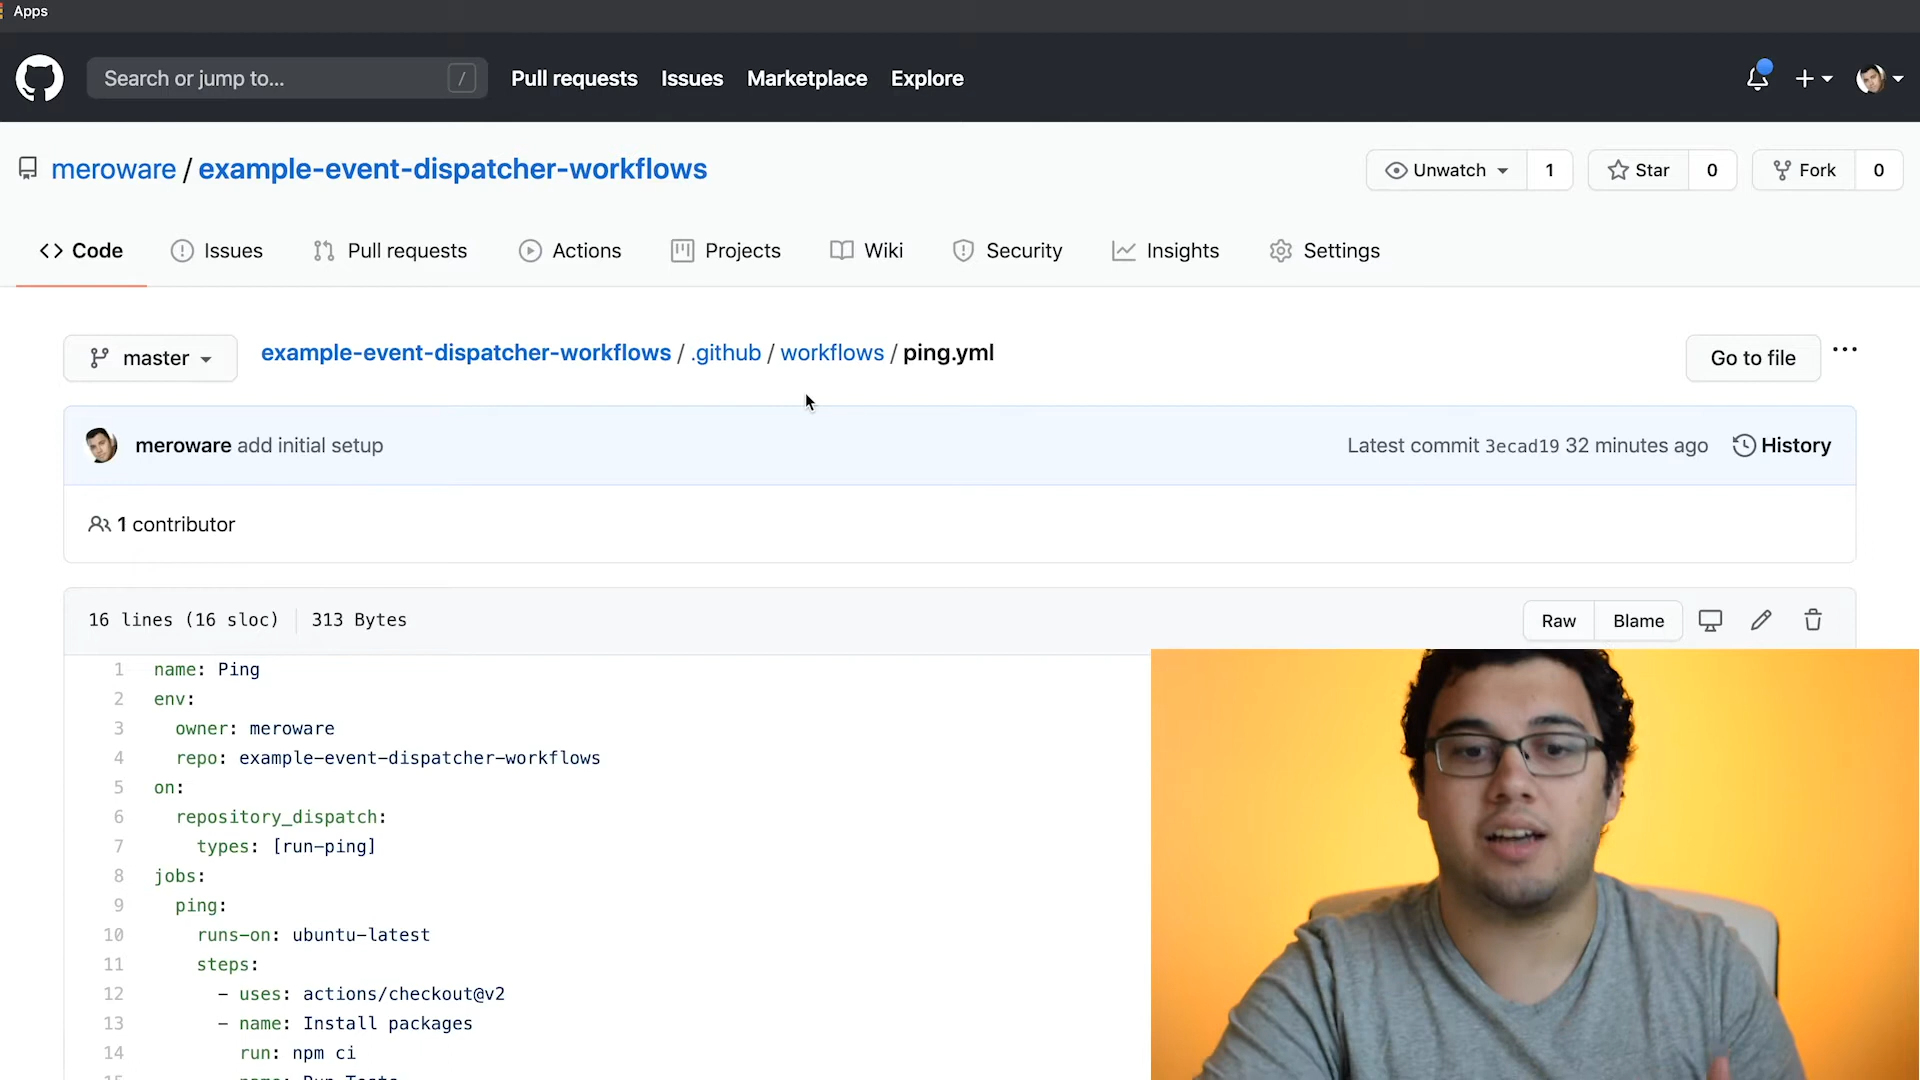 Apps
Search or jump to... /
Pull requests Issues Marketplace Explore
meroware / example-event-dispatcher-workflows
Unwatch 1 Star 0 Fork 0
Code Issues Pull requests Actions Projects Wiki Security Insights Settings
master example-event-dispatcher-workflows / .github / workflows / ping.yml Go to file ...
meroware add initial setup Latest commit 3ecad19 32 minutes ago History
1 contributor
16 lines (16 sloc) 313 Bytes Raw Blame
1 name: Ping
2 env:
3 owner: meroware
4 repo: example-event-dispatcher-workflows
5 on:
6 repository_dispatch:
7 types: [run-ping]
8 jobs:
9 ping:
10 runs-on: ubuntu-latest
11 steps:
12 - uses: actions/checkout@v2
13 - name: Install packages
14 run: npm ci